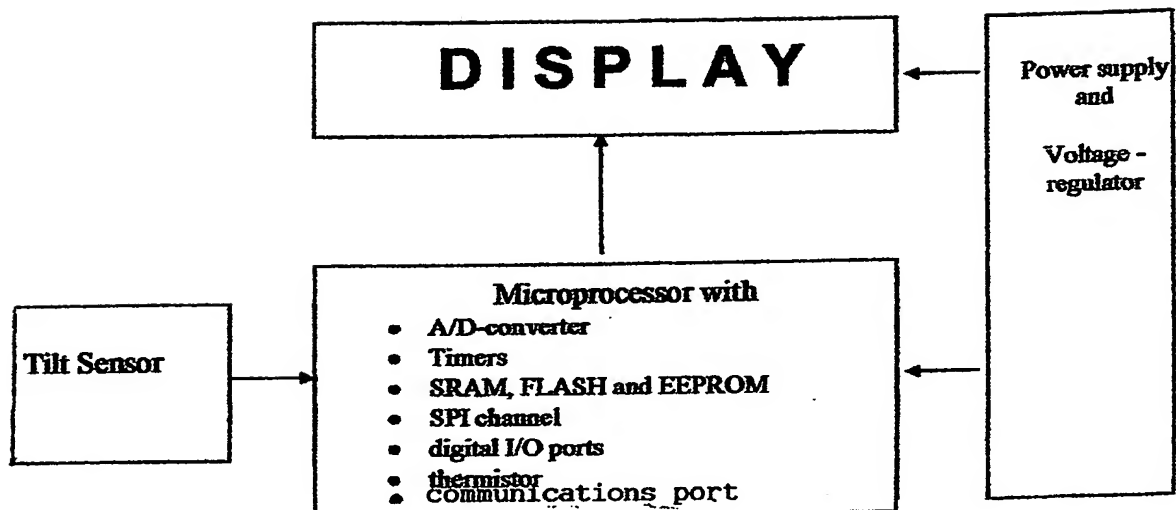 DISPLAY
Power supply
and
Voltage -
regulator
Microprocessor with
• A/D-converter
• Timers
• SRAM, FLASH and EEPROM
• SPI channel
• digital I/O ports
• thermistor
• communications port
Tilt Sensor